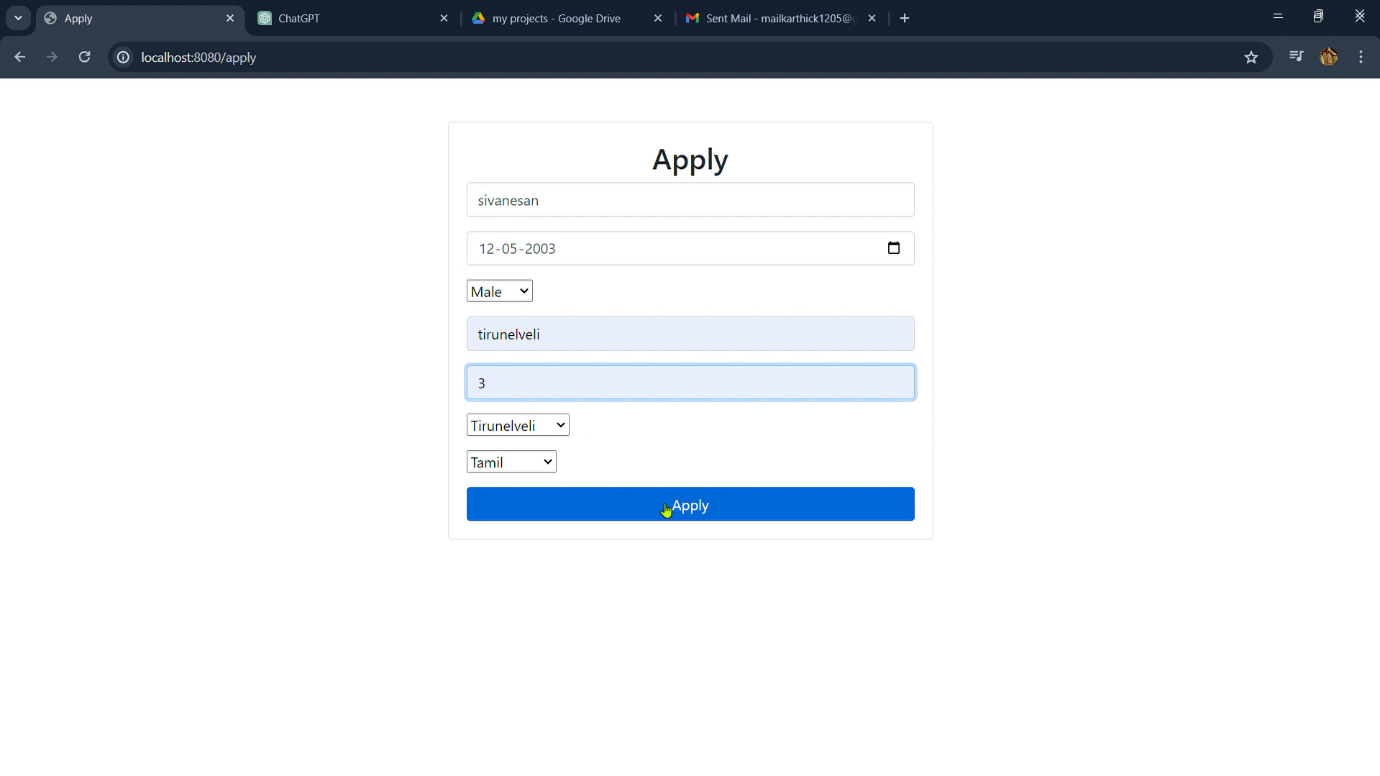 Apply
ChatGPT
my projects - Google Drive
Sent Mail - mailkarthick1205@g
localhost:8080/apply
Apply
sivanesan
12-05-2003
Male
tirunelveli
3
Tirunelveli
Tamil
Apply